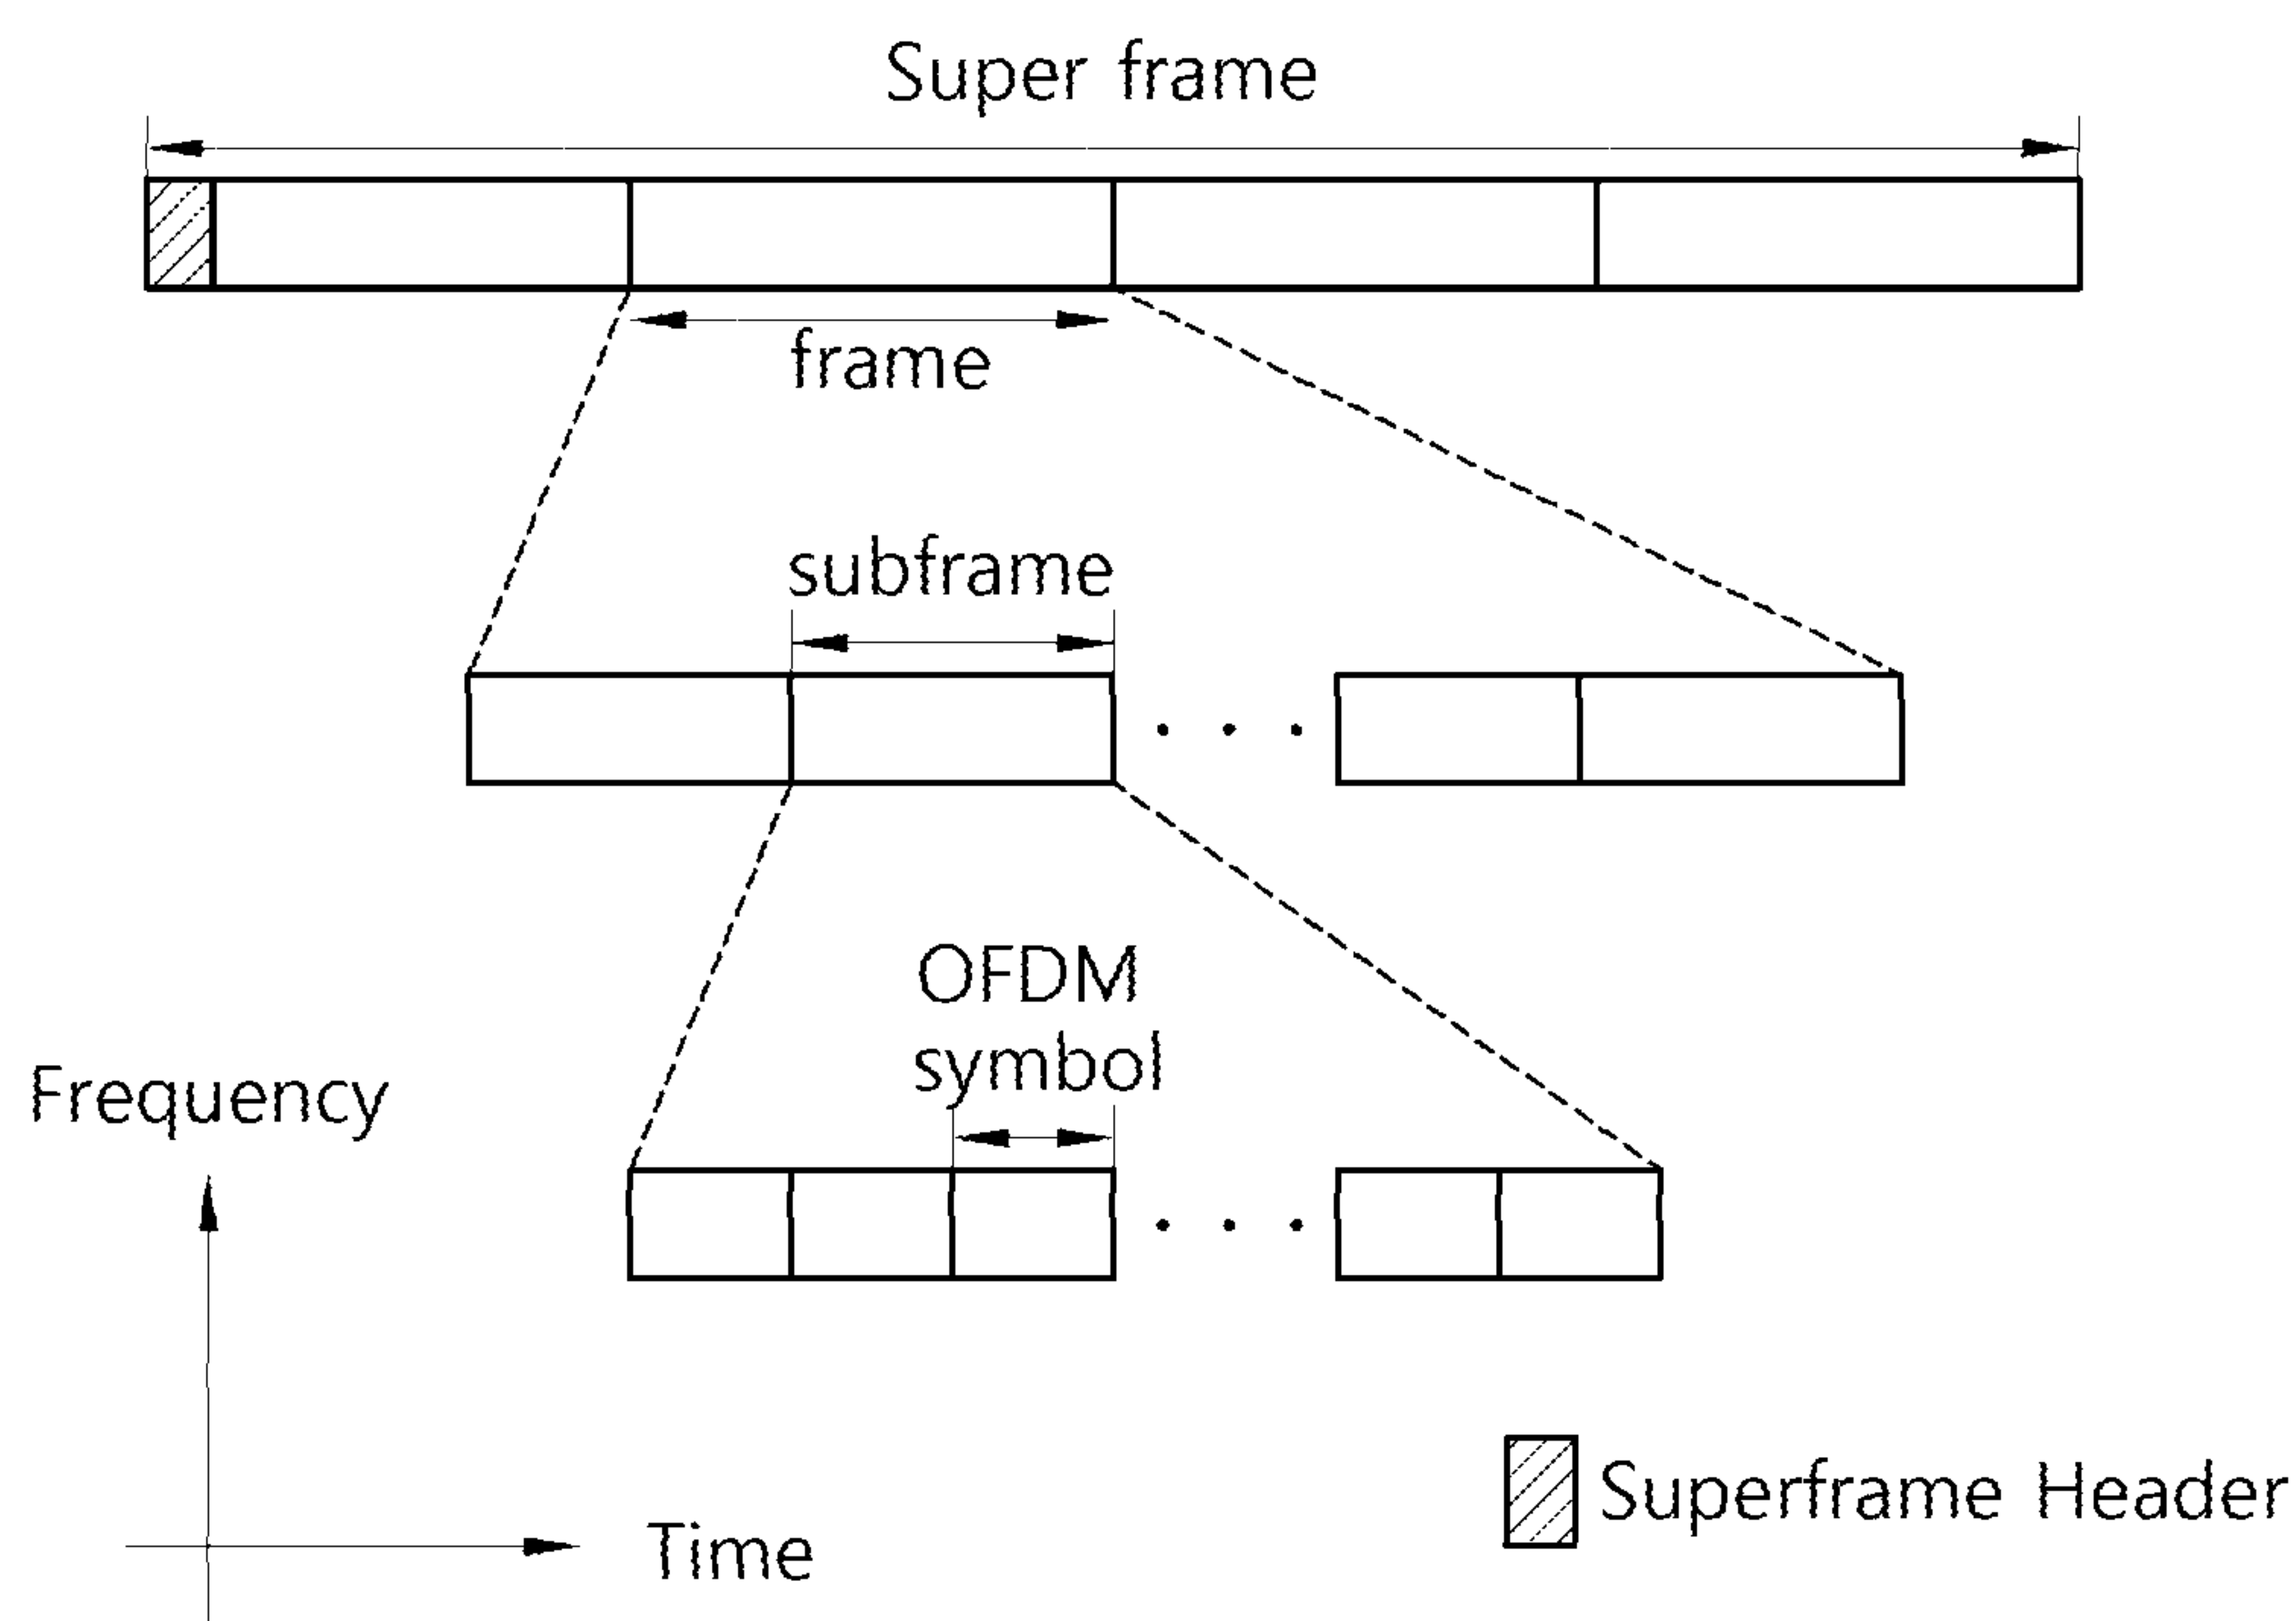 Super frame
frame
subframe
OFDM
symbol
Frequency
Time
Superframe Header